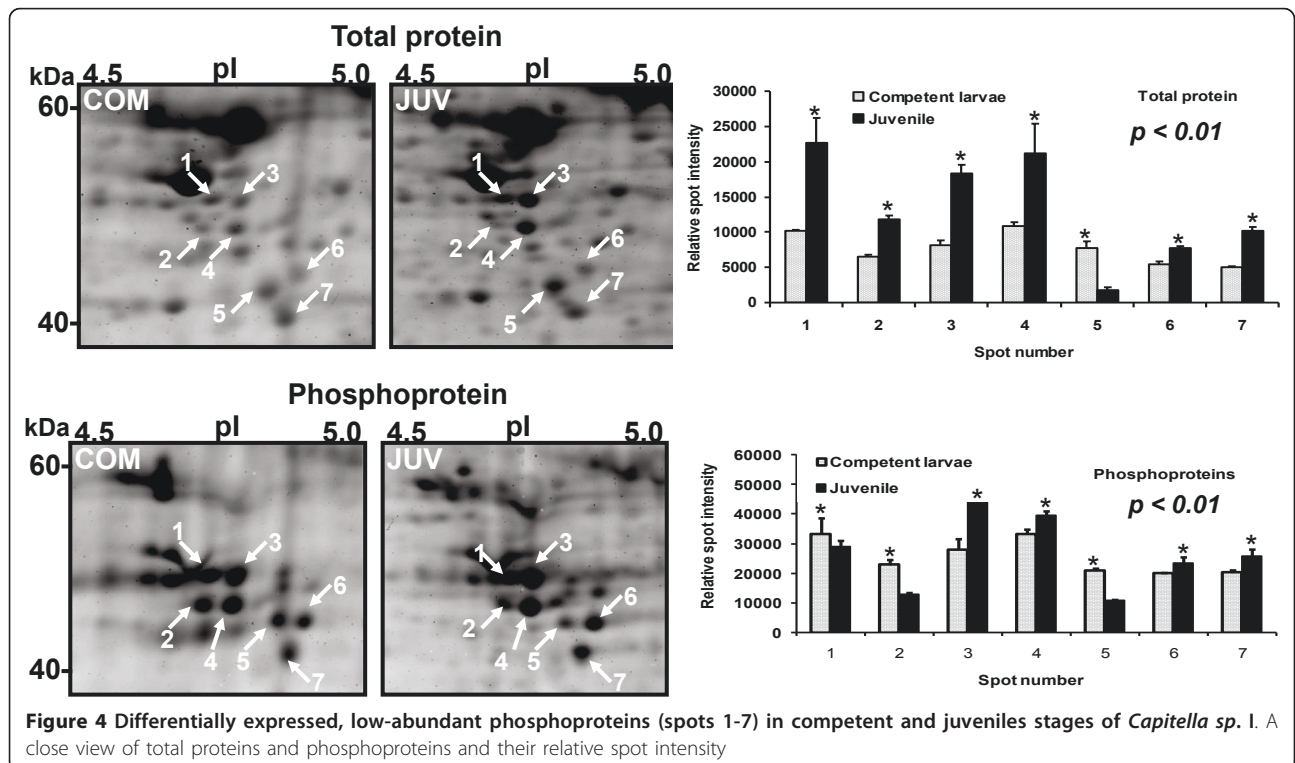 Total protein
kDa 4.5 pI 5.0 4.5 pI 5.0
60
COM
JUV
1
3
2
4
6
5
7
1
3
2
4
6
5
7
40
30000
25000
20000
15000
10000
5000
0
Relative spot intensity
Competent larvae
Juvenile
Total protein
p < 0.01
* * * * * * *
1 2 3 4 5 6 7
Spot number
Phosphoprotein
kDa 4.5 pI 5.0 4.5 pI 5.0
60
COM
JUV
1
3
2
4
5
6
7
1
3
2
4
5
6
7
40
60000
50000
40000
30000
20000
10000
0
Relative spot intensity
Competent larvae
Juvenile
Phosphoproteins
p < 0.01
* * * * * * *
1 2 3 4 5 6 7
Spot number
Figure 4 Differentially expressed, low-abundant phosphoproteins (spots 1-7) in competent and juveniles stages of Capitella sp. I. A
close view of total proteins and phosphoproteins and their relative spot intensity